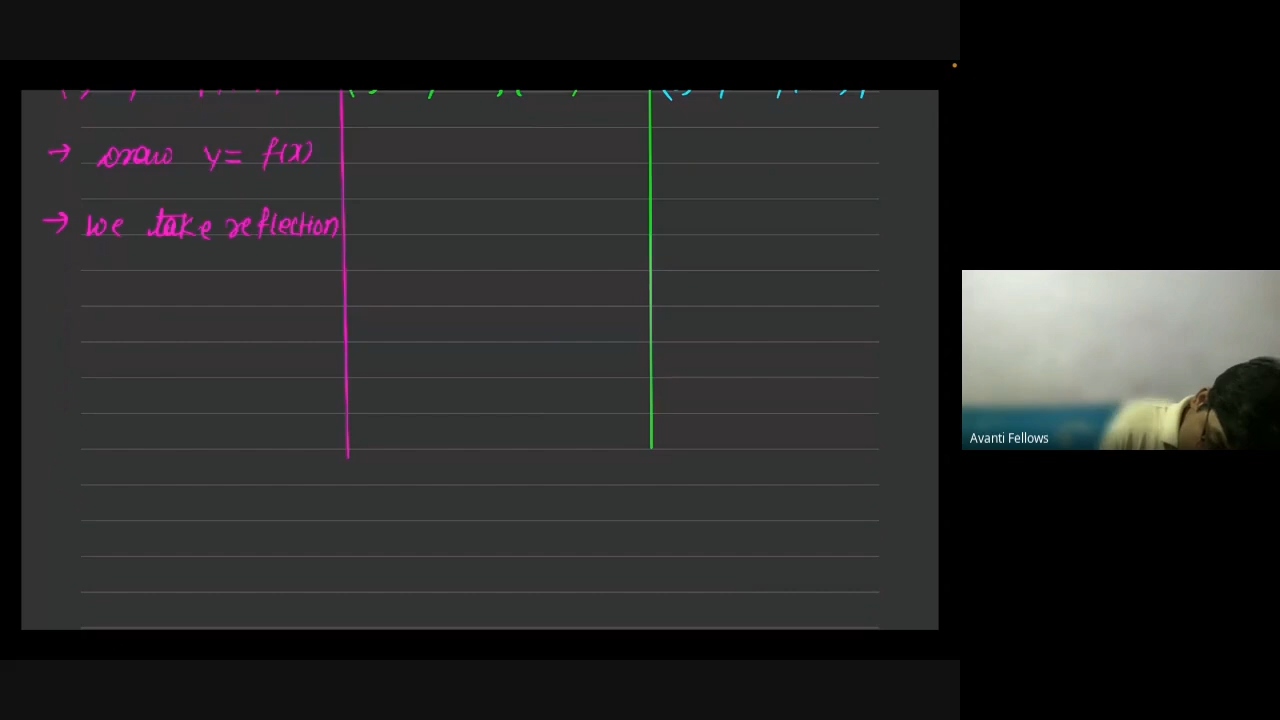 → Draw y = f(x)
→ We take reflection
Avanti Fellows